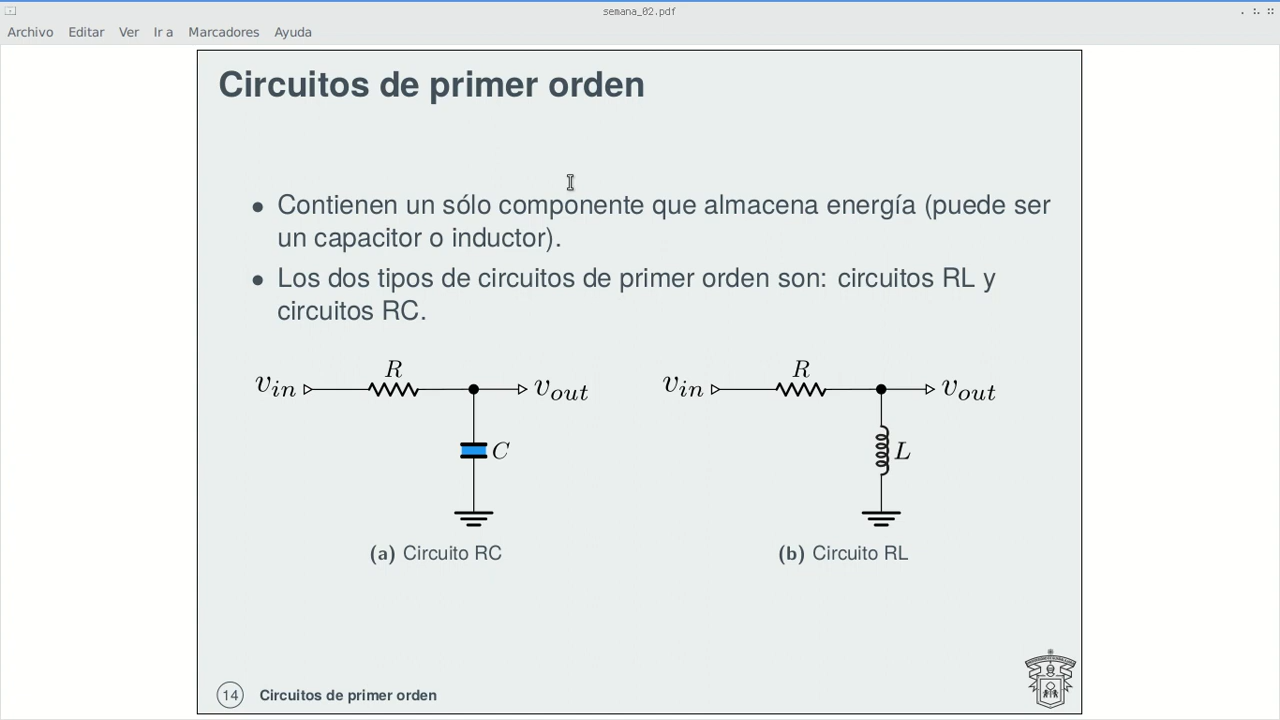 semana_02.pdf
Archivo Editar Ver Ir a Marcadores Ayuda
Circuitos de primer orden
• Contienen un sólo componente que almacena energía (puede ser
un capacitor o inductor).
• Los dos tipos de circuitos de primer orden son: circuitos RL y
circuitos RC.
v_in R v_out
C
(a) Circuito RC
v_in R v_out
L
(b) Circuito RL
14 Circuitos de primer orden